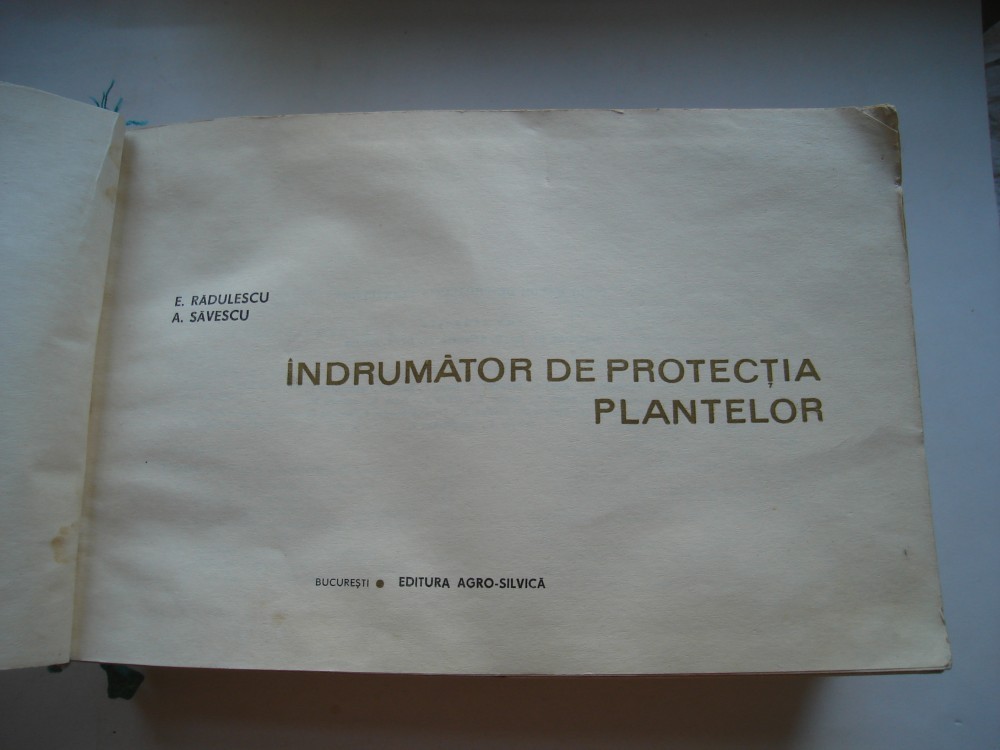 E. RĂDULESCU
A. SĂVESCU
ÎNDRUMĂTOR DE PROTECȚIA
PLANTELOR
BUCUREȘTI ● EDITURA AGRO-SILVICĂ